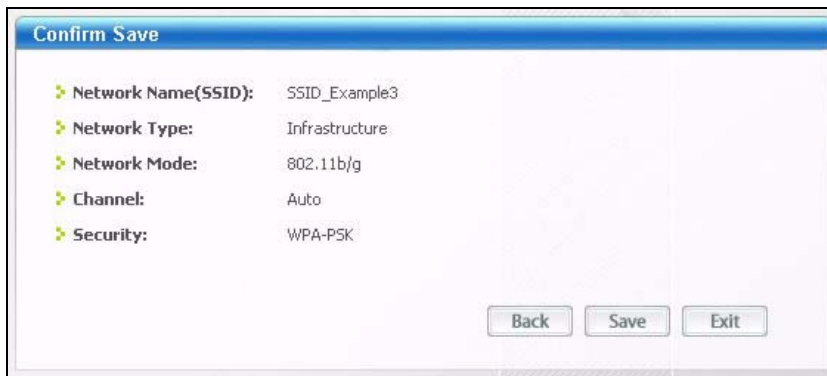 Confirm Save
Network Name(SSID): SSID_Example3
Network Type: Infrastructure
Network Mode: 802.11b/g
Channel: Auto
Security: WPA-PSK
Back Save Exit